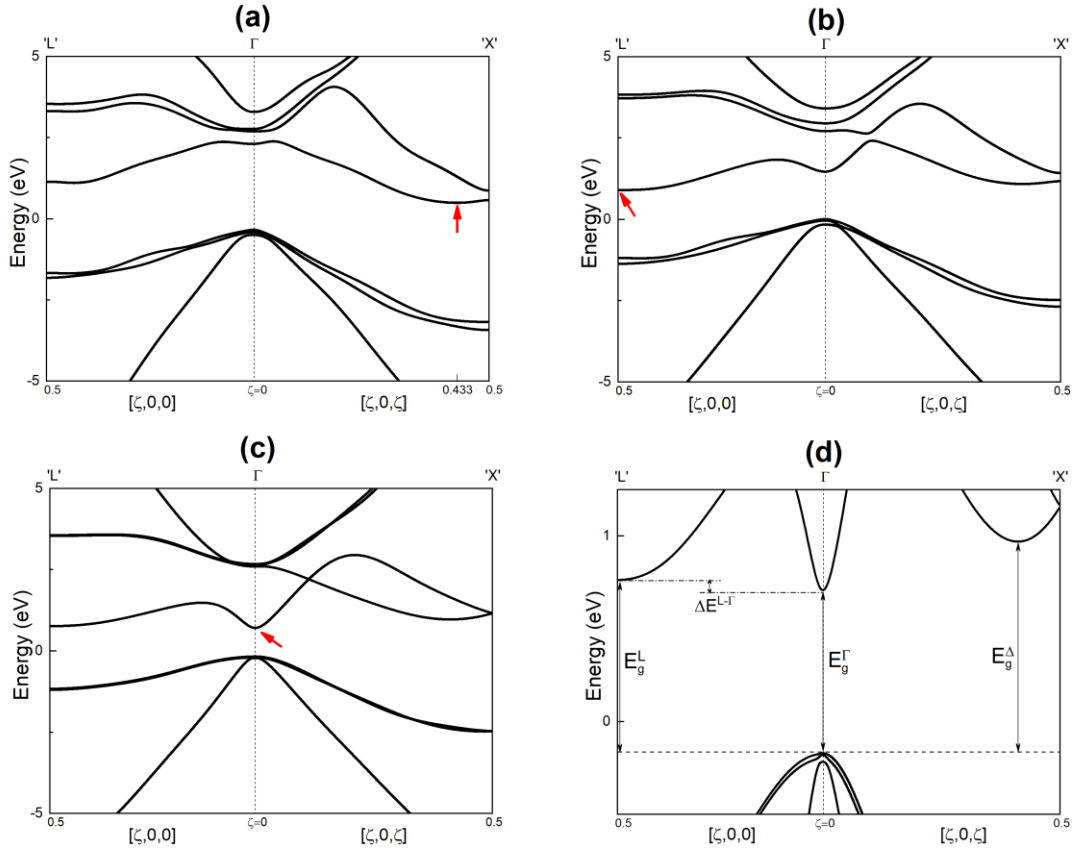 (a)
'L' Γ 'X'
5
0
-5
Energy (eV)
0.5 ζ=0 0.433 0.5
[ζ,0,0] [ζ,0,ζ]
(b)
'L' Γ 'X'
5
0
-5
Energy (eV)
0.5 ζ=0 0.5
[ζ,0,0] [ζ,0,ζ]
(c)
'L' Γ 'X'
5
0
-5
Energy (eV)
0.5 ζ=0 0.5
[ζ,0,0] [ζ,0,ζ]
(d)
'L' Γ 'X'
1
0
Energy (eV)
ΔE^{L-Γ}
E_g^L
E_g^Γ
E_g^Δ
0.5 ζ=0 0.5
[ζ,0,0] [ζ,0,ζ]